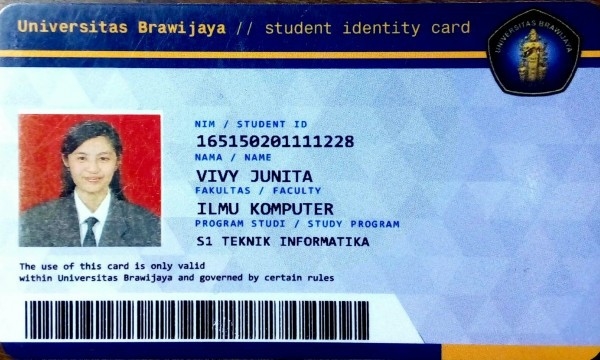 Universitas Brawijaya // student identity card
UNIVERSITAS BRAWIJAYA
NIM / STUDENT ID
165150201111228
NAMA / NAME
VIVY JUNITA
FAKULTAS / FACULTY
ILMU KOMPUTER
PROGRAM STUDI / STUDY PROGRAM
S1 TEKNIK INFORMATIKA
The use of this card is only valid
within Universitas Brawijaya and governed by certain rules